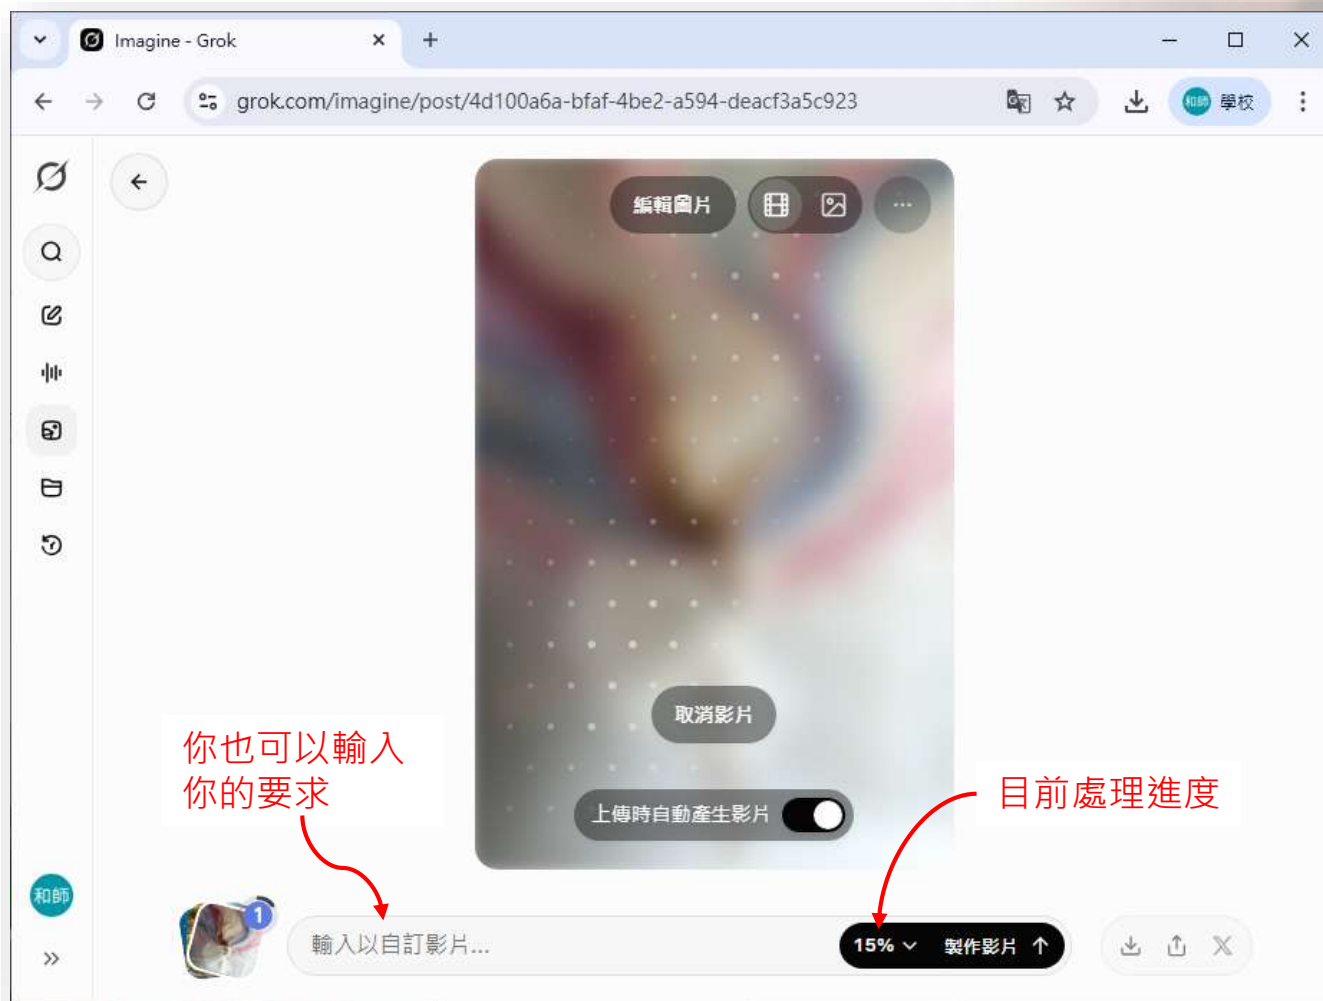 Imagine - Grok
grok.com/imagine/post/4d100a6a-bfaf-4be2-a594-deacf3a5c923
和師 學校
編輯圖片
取消影片
你也可以輸入
你的要求
目前處理進度
上傳時自動產生影片
和師
1
輸入以自訂影片...
15%
製作影片